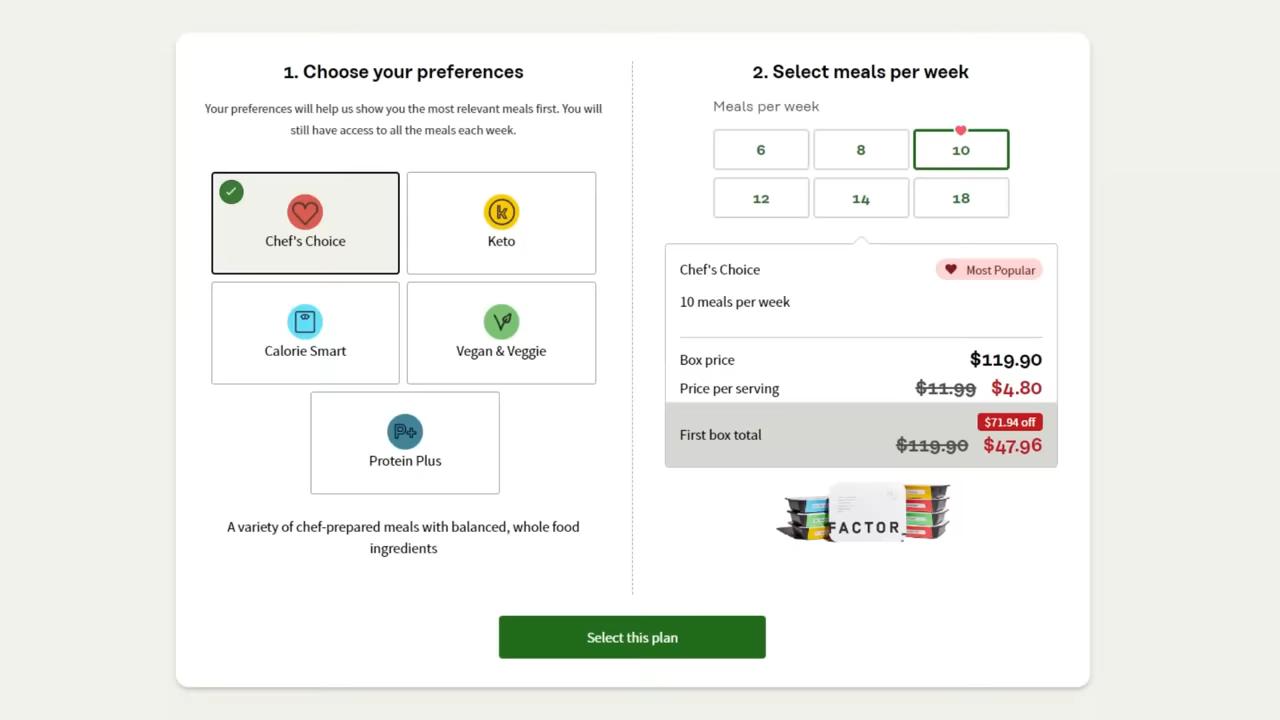 1. Choose your preferences
Your preferences will help us show you the most relevant meals first. You will
still have access to all the meals each week.
Chef's Choice
Keto
Calorie Smart
Vegan & Veggie
P+
Protein Plus
A variety of chef-prepared meals with balanced, whole food
ingredients
2. Select meals per week
Meals per week
6 8 10
12 14 18
Chef's Choice Most Popular
10 meals per week
Box price $119.90
Price per serving $11.99 $4.80
$71.94 off
First box total $119.90 $47.96
FACTOR
Select this plan